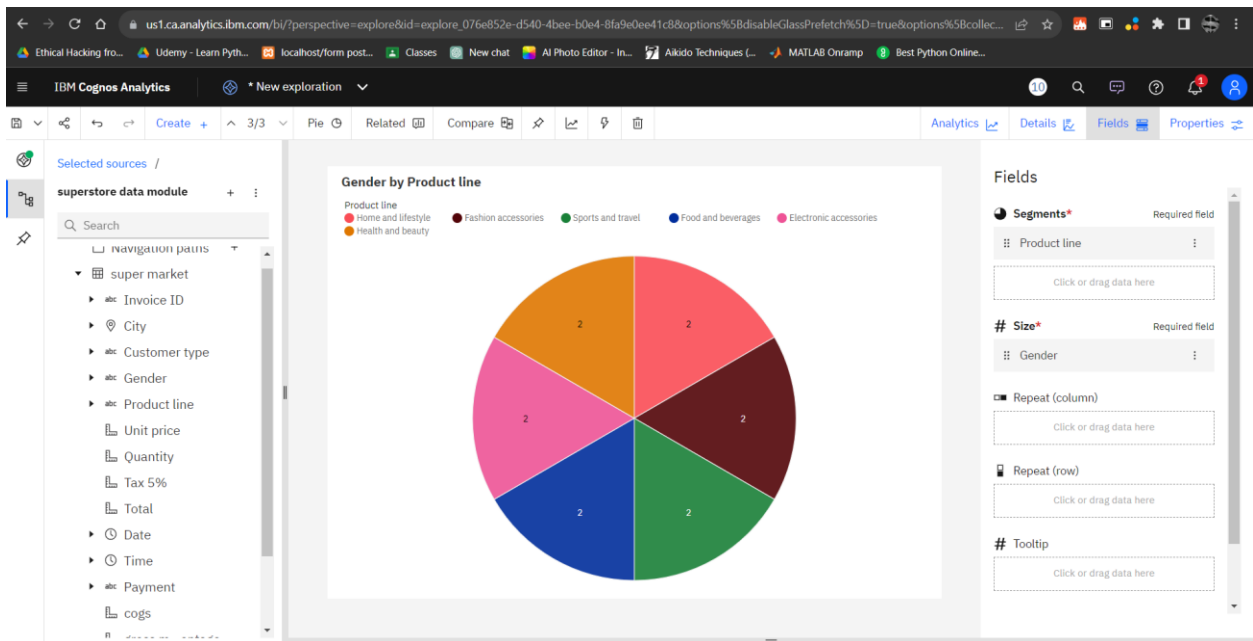 us1.ca.analytics.ibm.com/bi/?perspective=explore&id=explore_076e852e-d540-4bee-b0e4-8fa9e0ee41c8&options%5BdisableGlassPrefetch%5D=true&options%5Bcollec...
Ethical Hacking fro... Udemy - Learn Pyth... localhost/form post... Classes New chat AI Photo Editor - In... Aikido Techniques (... MATLAB Onramp Best Python Online...
IBM Cognos Analytics * New exploration 10 1
Create + 3/3 Pie Related Compare Analytics Details Fields Properties
Selected sources /
superstore data module
Search
Navigation paths
super market
abc Invoice ID
City
abc Customer type
abc Gender
abc Product line
Unit price
Quantity
Tax 5%
Total
Date
Time
abc Payment
cogs
Gender by Product line
Product line
Home and lifestyle Fashion accessories Sports and travel Food and beverages Electronic accessories
Health and beauty
2 2
2 2
2 2
Fields
Segments* Required field
Product line
Click or drag data here
# Size* Required field
Gender
Repeat (column)
Click or drag data here
Repeat (row)
Click or drag data here
# Tooltip
Click or drag data here